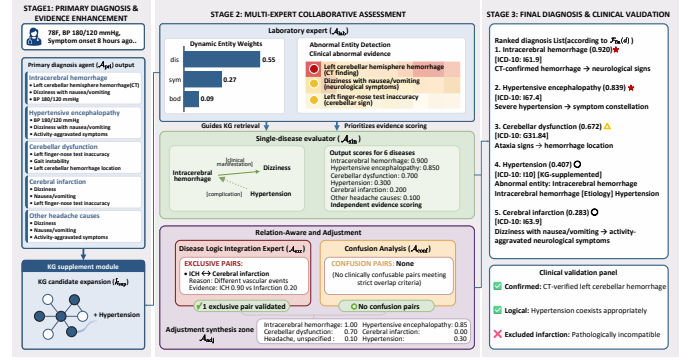 STAGE1: PRIMARY DIAGNOSIS &
EVIDENCE ENHANCEMENT
78F, BP 180/120 mmHg,
Symptom onset 8 hours ago..
Primary diagnosis agent (𝒜pri) output
Intracerebral hemorrhage
• Left cerebellar hemisphere hemorrhage(CT)
• Dizziness with nausea/vomiting
• BP 180/120 mmHg
Hypertensive encephalopathy
• BP 180/120 mmHg
• Dizziness with nausea/vomiting
• Activity-aggravated symptoms
Cerebellar dysfunction
• Left finger-nose test inaccuracy
• Gait instability
• Left cerebellar hemorrhage location
Cerebral infarction
• Dizziness
• Nausea/vomiting
• Left finger-nose test inaccuracy
Other headache causes
• Dizziness
• Nausea/vomiting
• Activity-aggravated symptoms
KG supplement module
KG candidate expansion (𝒦exp)
+ Hypertension
STAGE 2: MULTI-EXPERT COLLABORATIVE ASSESSMENT
Laboratory expert (𝒜lab)
Dynamic Entity Weights
dis 0.55
sym 0.27
bod 0.09
Abnormal Entity Detection
Clinical abnormal evidence
Left cerebellar hemisphere hemorrhage
(CT finding)
Dizziness with nausea/vomiting
(neurological symptoms)
Left finger-nose test inaccuracy
(cerebellar sign)
Guides KG retrieval
Prioritizes evidence scoring
Single-disease evaluator (𝒜sin)
[clinical
manifestation]
Dizziness
Intracerebral
hemorrhage
[complication]
Hypertension
Output scores for 6 diseases
Intracerebral hemorrhage: 0.900
Hypertensive encephalopathy: 0.850
Cerebellar dysfunction: 0.700
Hypertension: 0.300
Cerebral infarction: 0.200
Other headache causes: 0.100
Independent evidence scoring
Relation-Aware and Adjustment
Disease Logic Integration Expert (𝒜exc)
EXCLUSIVE PAIRS:
• ICH ↔ Cerebral infarction
Reason: Different vascular events
Evidence: ICH 0.90 vs Infarction 0.20
✓1 exclusive pair validated
Confusion Analysis (𝒜conf)
CONFUSION PAIRS: None
(No clinically confusable pairs meeting
strict overlap criteria)
No confusion pairs
Adjustment synthesis zone
𝒜adj
Intracerebral hemorrhage: 1.00 Hypertensive encephalopathy: 0.85
Cerebellar dysfunction: 0.70 Cerebral infarction: 0.00
Headache, unspecified : 0.10 Hypertension: 0.30
STAGE 3: FINAL DIAGNOSIS & CLINICAL VALIDATION
Ranked diagnosis List(according to
1. Intracerebral hemorrhage (0.920)★
[ICD-10: I61.9]
CT-confirmed hemorrhage → neurological signs
2. Hypertensive encephalopathy (0.839)★
[ICD-10: I67.4]
Severe hypertension → symptom constellation
3. Cerebellar dysfunction (0.672)
[ICD-10: G31.84]
Ataxia signs → hemorrhage location
4. Hypertension (0.407)
[ICD-10: I10] [KG-supplemented]
Abnormal entity: Intracerebral hemorrhage
Intracerebral hemorrhage [Etiology] Hypertension
5. Cerebral infarction (0.283)
[ICD-10: I63.9]
Dizziness with nausea/vomiting → activity-
aggravated neurological symptoms
Clinical validation panel
Confirmed: CT-verified left cerebellar hemorrhage
Logical: Hypertension coexists appropriately
Excluded infarction: Pathologically incompatible